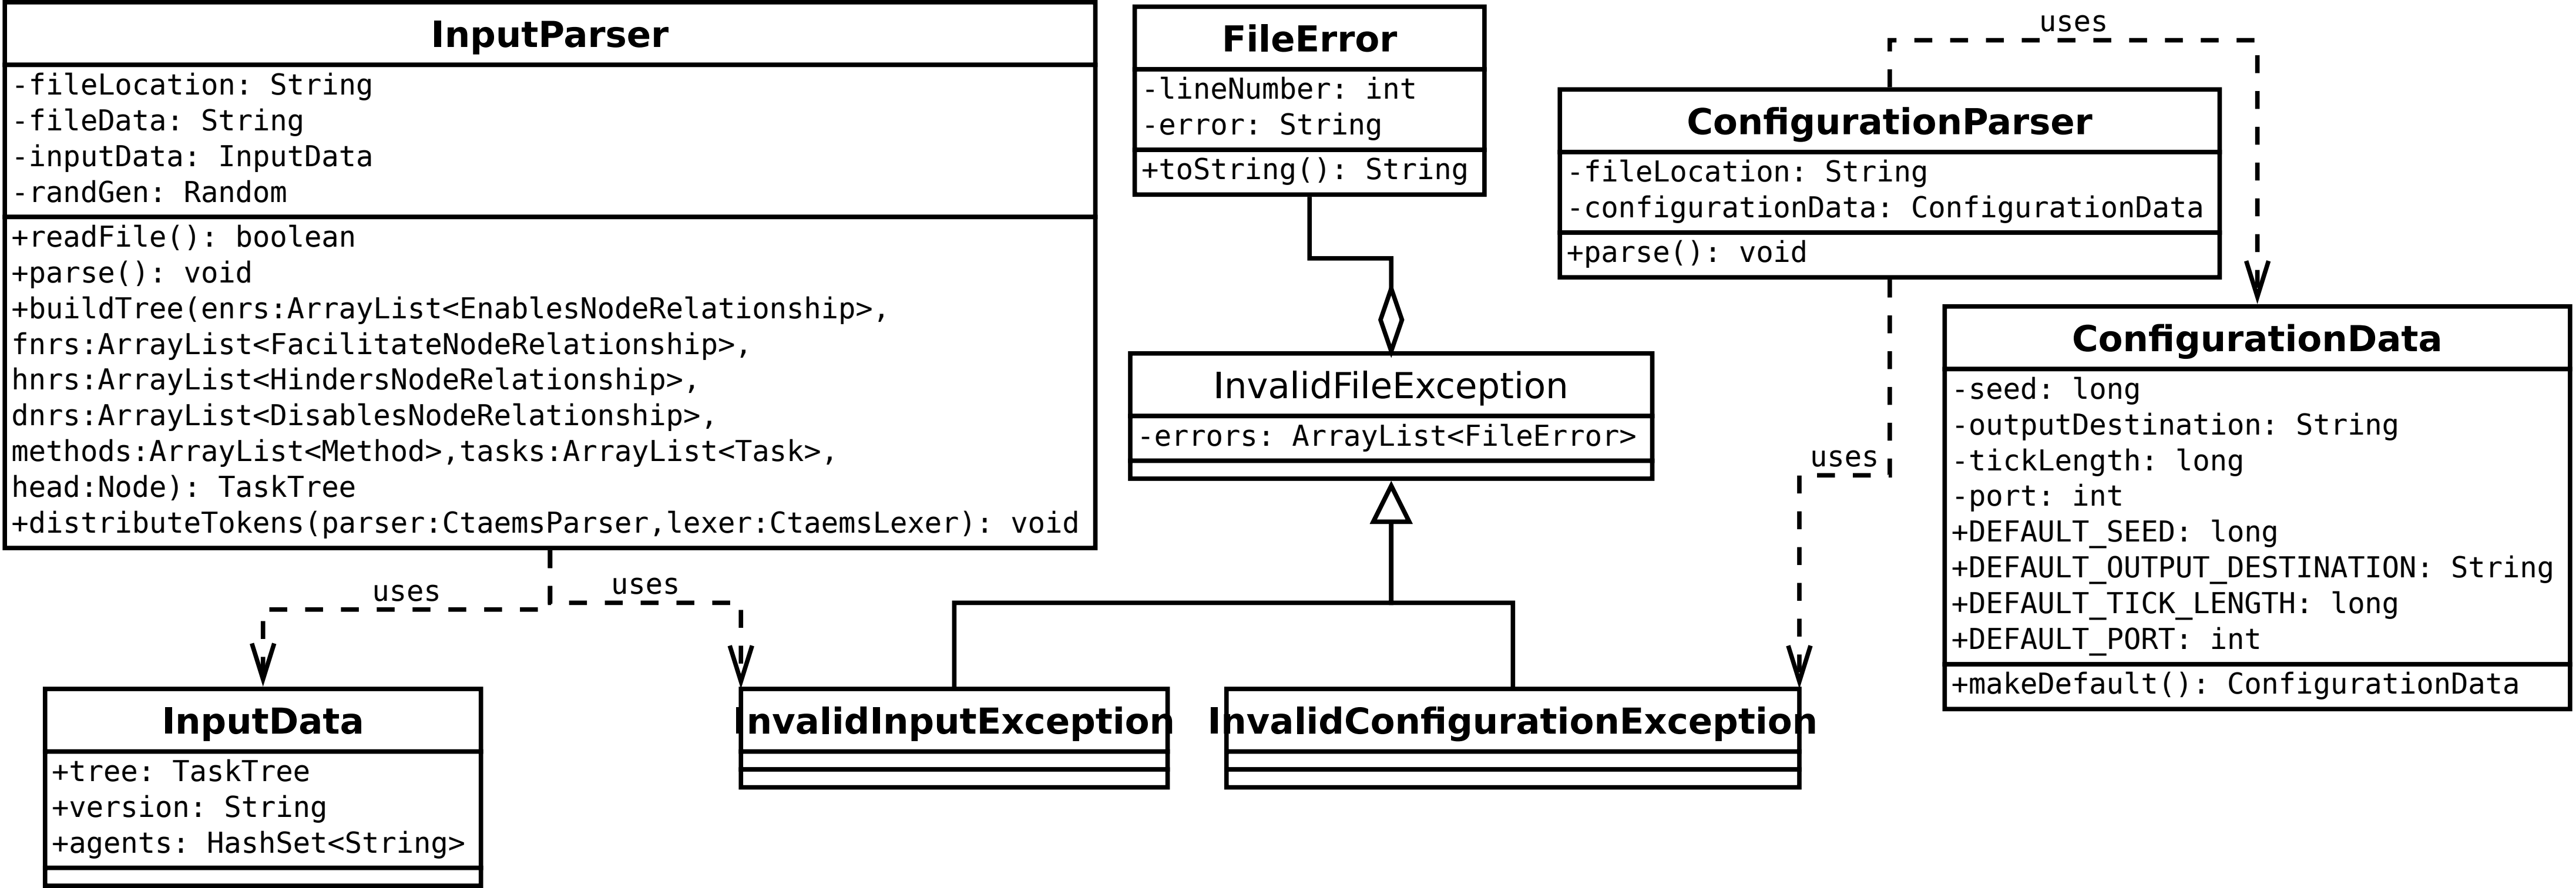 InputParser
-fileLocation: String
-fileData: String
-inputData: InputData
-randGen: Random
+readFile(): boolean
+parse(): void
+buildTree(enrs:ArrayList<EnablesNodeRelationship>,
fnrs:ArrayList<FacilitateNodeRelationship>,
hnrs:ArrayList<HindersNodeRelationship>,
dnrs:ArrayList<DisablesNodeRelationship>,
methods:ArrayList<Method>,tasks:ArrayList<Task>,
head:Node): TaskTree
+distributeTokens(parser:CtaemsParser,lexer:CtaemsLexer): void
FileError
-lineNumber: int
-error: String
+toString(): String
uses
ConfigurationParser
-fileLocation: String
-configurationData: ConfigurationData
+parse(): void
InvalidFileException
-errors: ArrayList<FileError>
uses
ConfigurationData
-seed: long
-outputDestination: String
-tickLength: long
-port: int
+DEFAULT_SEED: long
+DEFAULT_OUTPUT_DESTINATION: String
+DEFAULT_TICK_LENGTH: long
+DEFAULT_PORT: int
+makeDefault(): ConfigurationData
uses
uses
InputData
+tree: TaskTree
+version: String
+agents: HashSet<String>
InvalidInputException
InvalidConfigurationException